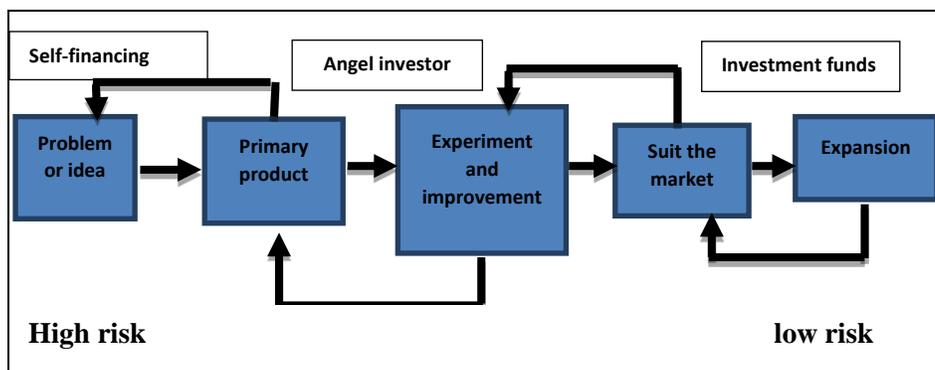 Self-financing
Angel investor
Investment funds
Problem
or idea
Primary
product
Experiment
and
improvement
Suit the
market
Expansion
High risk
low risk